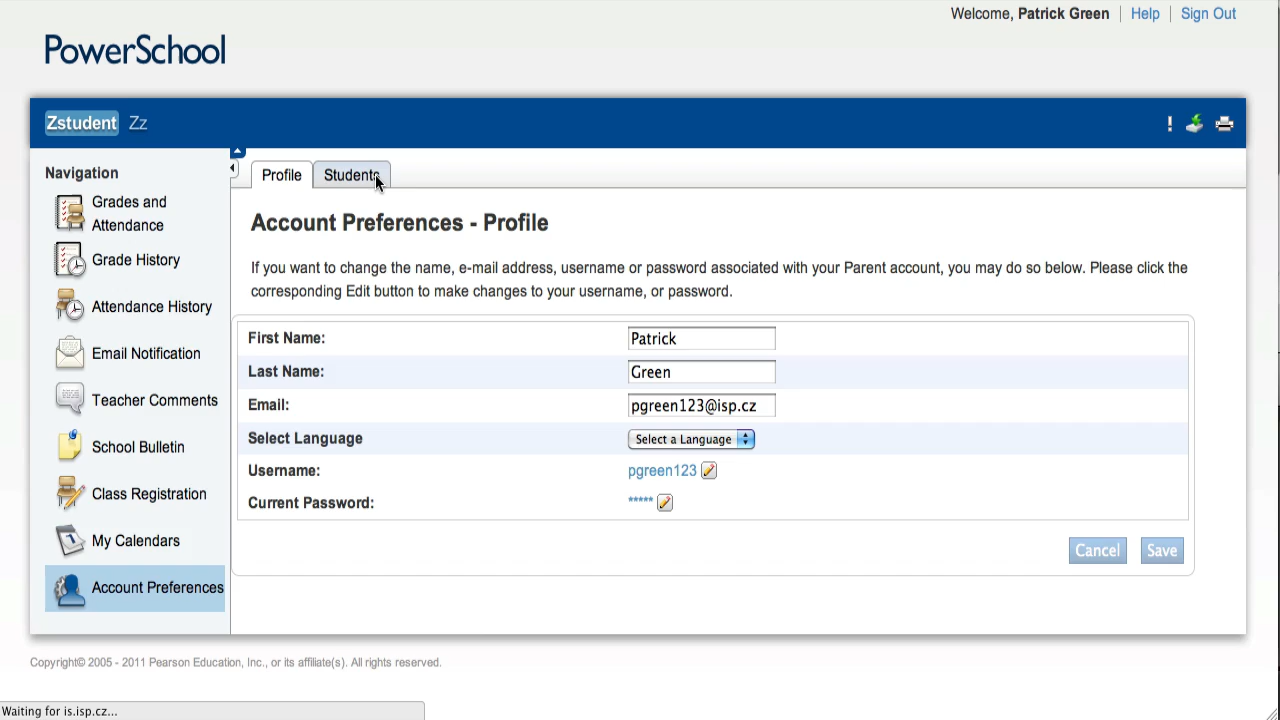 Welcome, Patrick Green
Help
Sign Out
PowerSchool
Zstudent Zz
!
Navigation
Grades and
Attendance
Grade History
Attendance History
Email Notification
Teacher Comments
School Bulletin
Class Registration
My Calendars
Account Preferences
Profile
Students
Account Preferences - Profile
If you want to change the name, e-mail address, username or password associated with your Parent account, you may do so below. Please click the
corresponding Edit button to make changes to your username, or password.
First Name: Patrick
Last Name: Green
Email: pgreen123@isp.cz
Select Language Select a Language
Username: pgreen123
Current Password: *****
Cancel Save
Copyright© 2005 - 2011 Pearson Education, Inc., or its affiliate(s). All rights reserved.
Waiting for is.isp.cz...